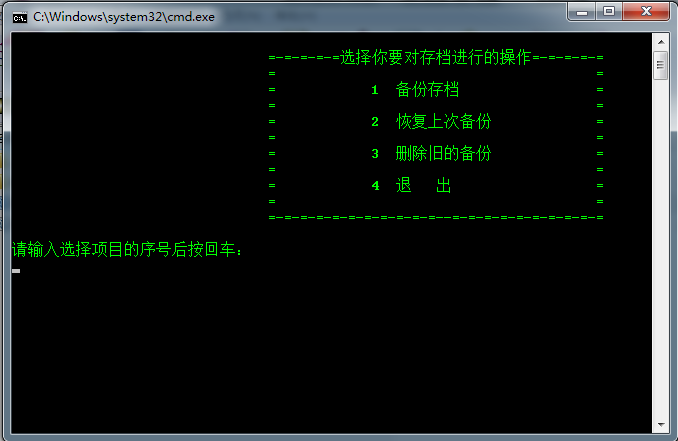 C:\Windows\system32\cmd.exe
=-=-=-=-=选择你要对存档进行的操作=-=-=-=-=
= =
= 1 备份存档 =
= =
= 2 恢复上次备份 =
= =
= 3 删除旧的备份 =
= =
= 4 退 出 =
= =
=-=-=-=-=-=-=-=-=-=-=--=-=-=-=-=-=-=-=-=-=
请输入选择项目的序号后按回车：